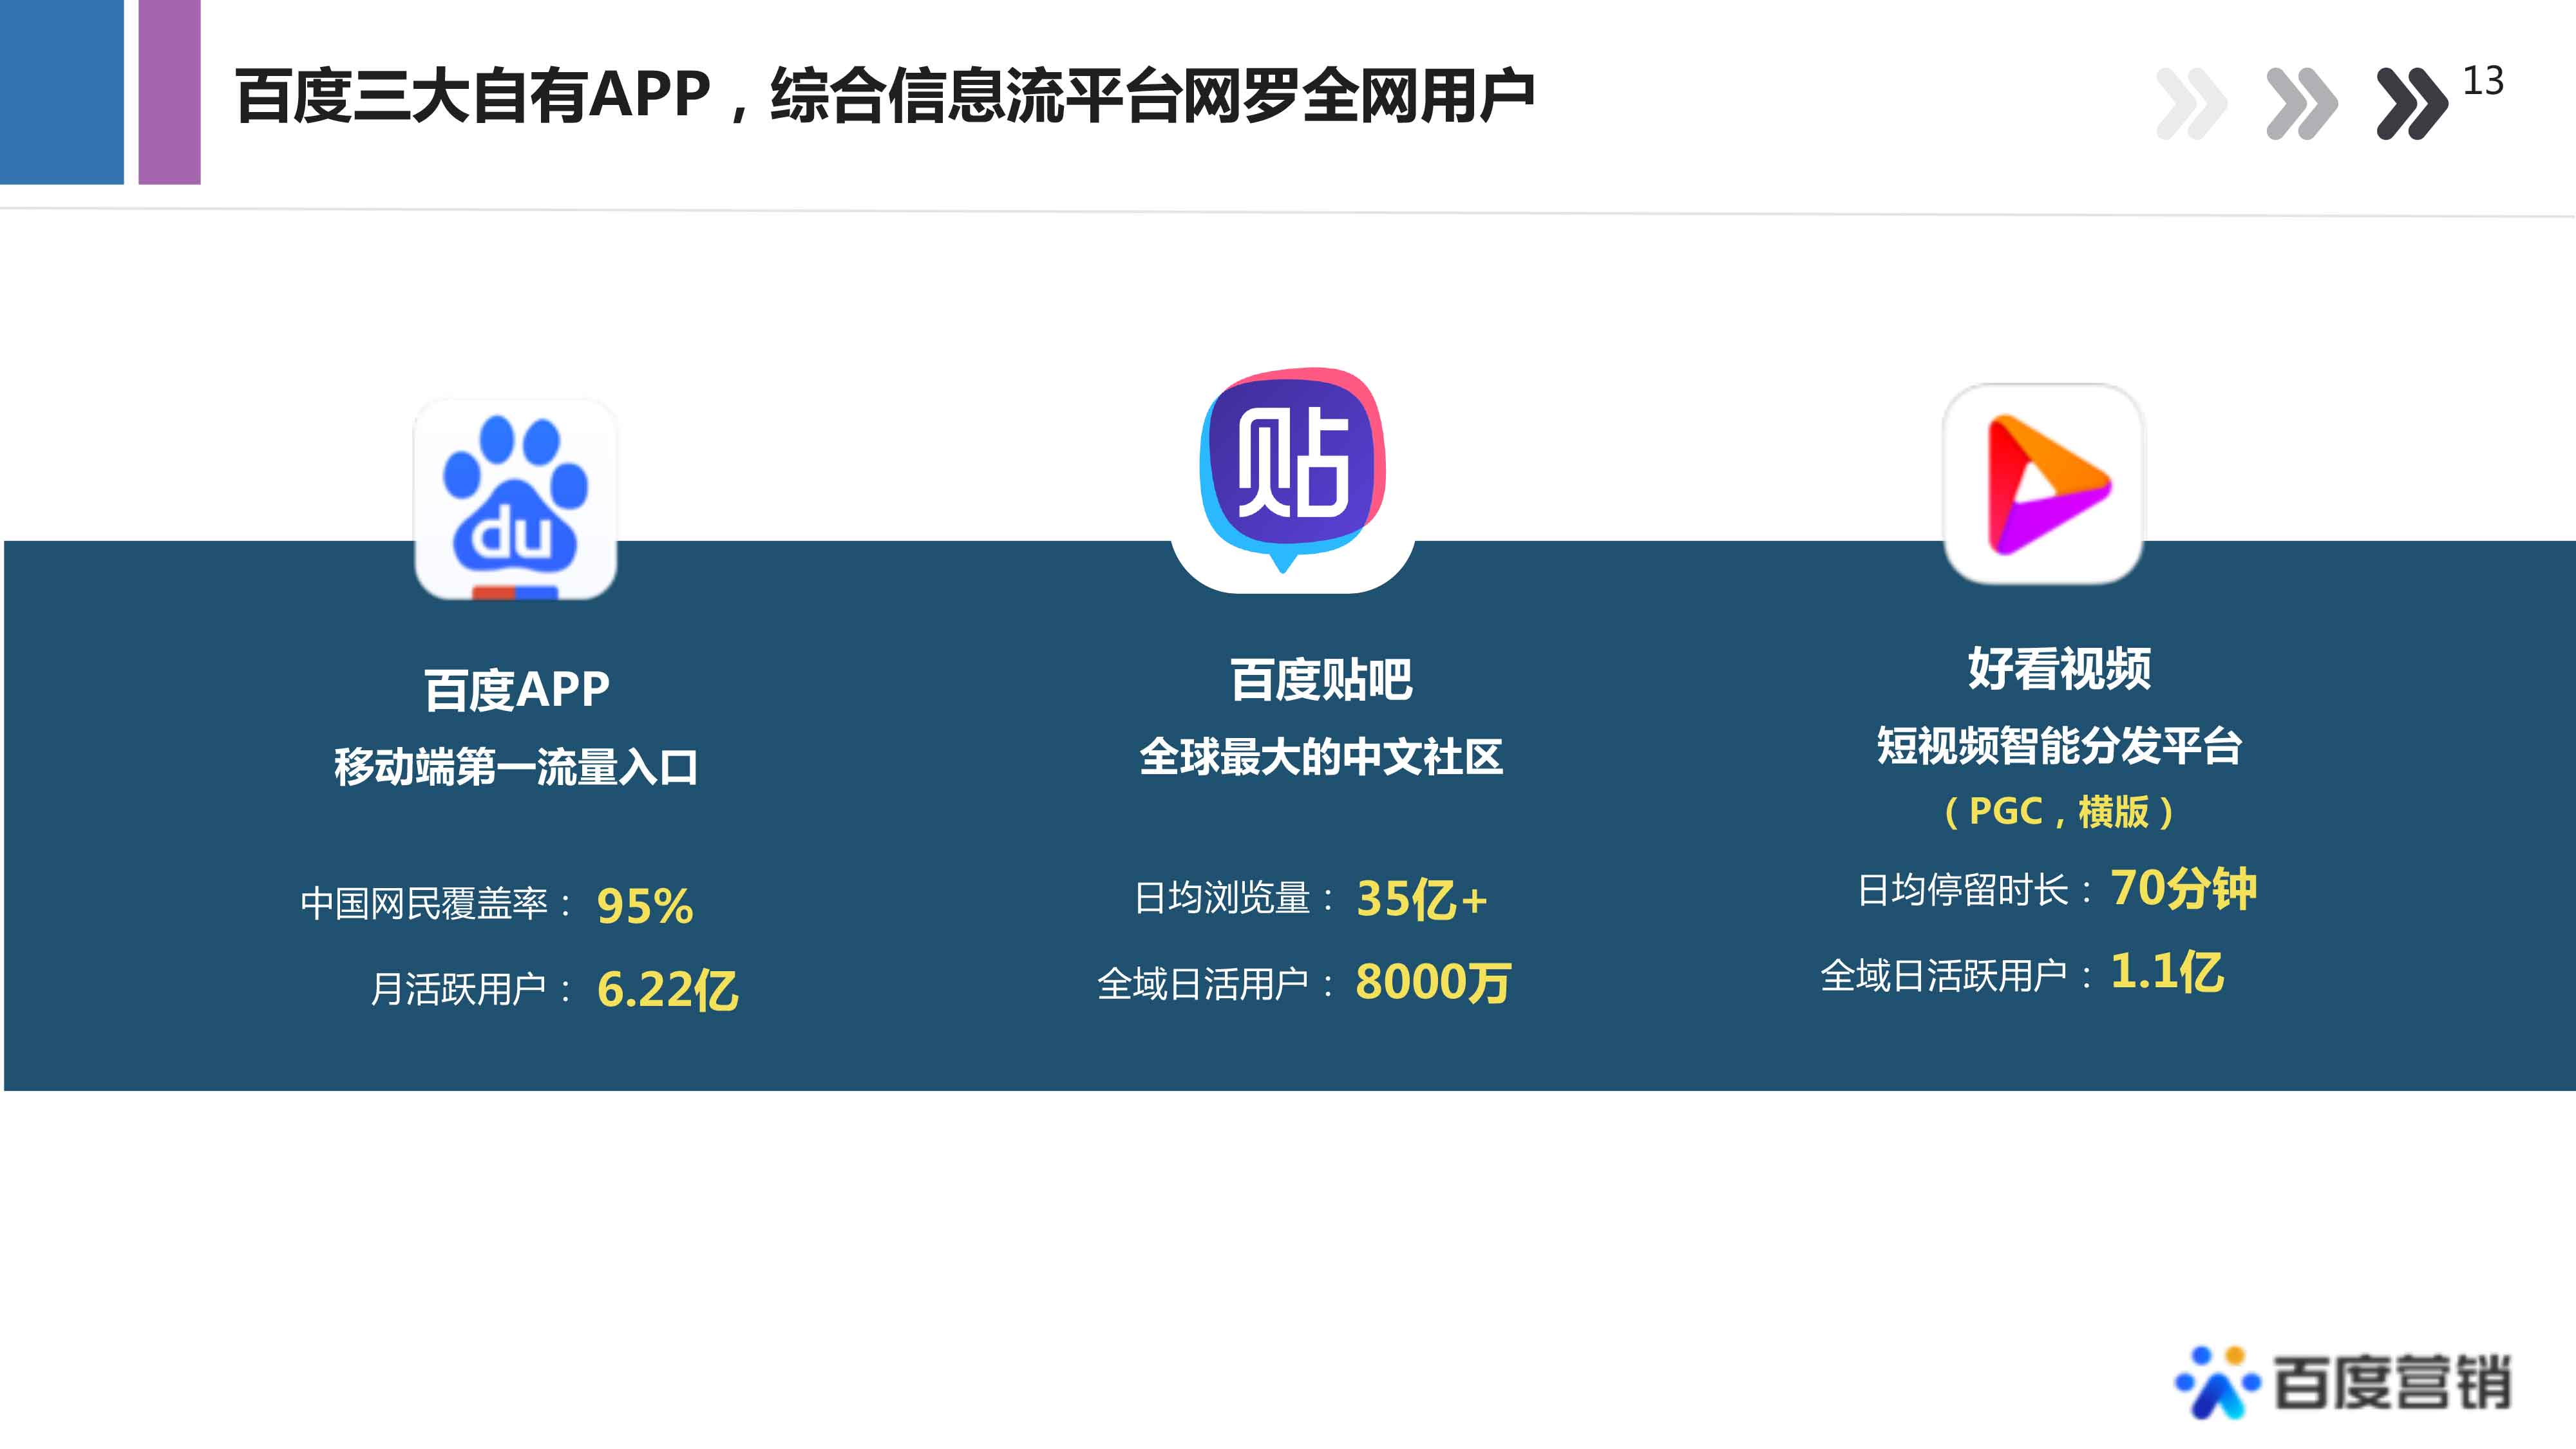 百度三大自有APP，综合信息流平台网罗全网用户
13
du
百度APP
移动端第一流量入口
中国网民覆盖率： 95%
月活跃用户： 6.22亿
贴
百度贴吧
全球最大的中文社区
日均浏览量： 35亿+
全域日活用户： 8000万
好看视频
短视频智能分发平台
（PGC，横版）
日均停留时长：70分钟
全域日活跃用户：1.1亿
百度营销